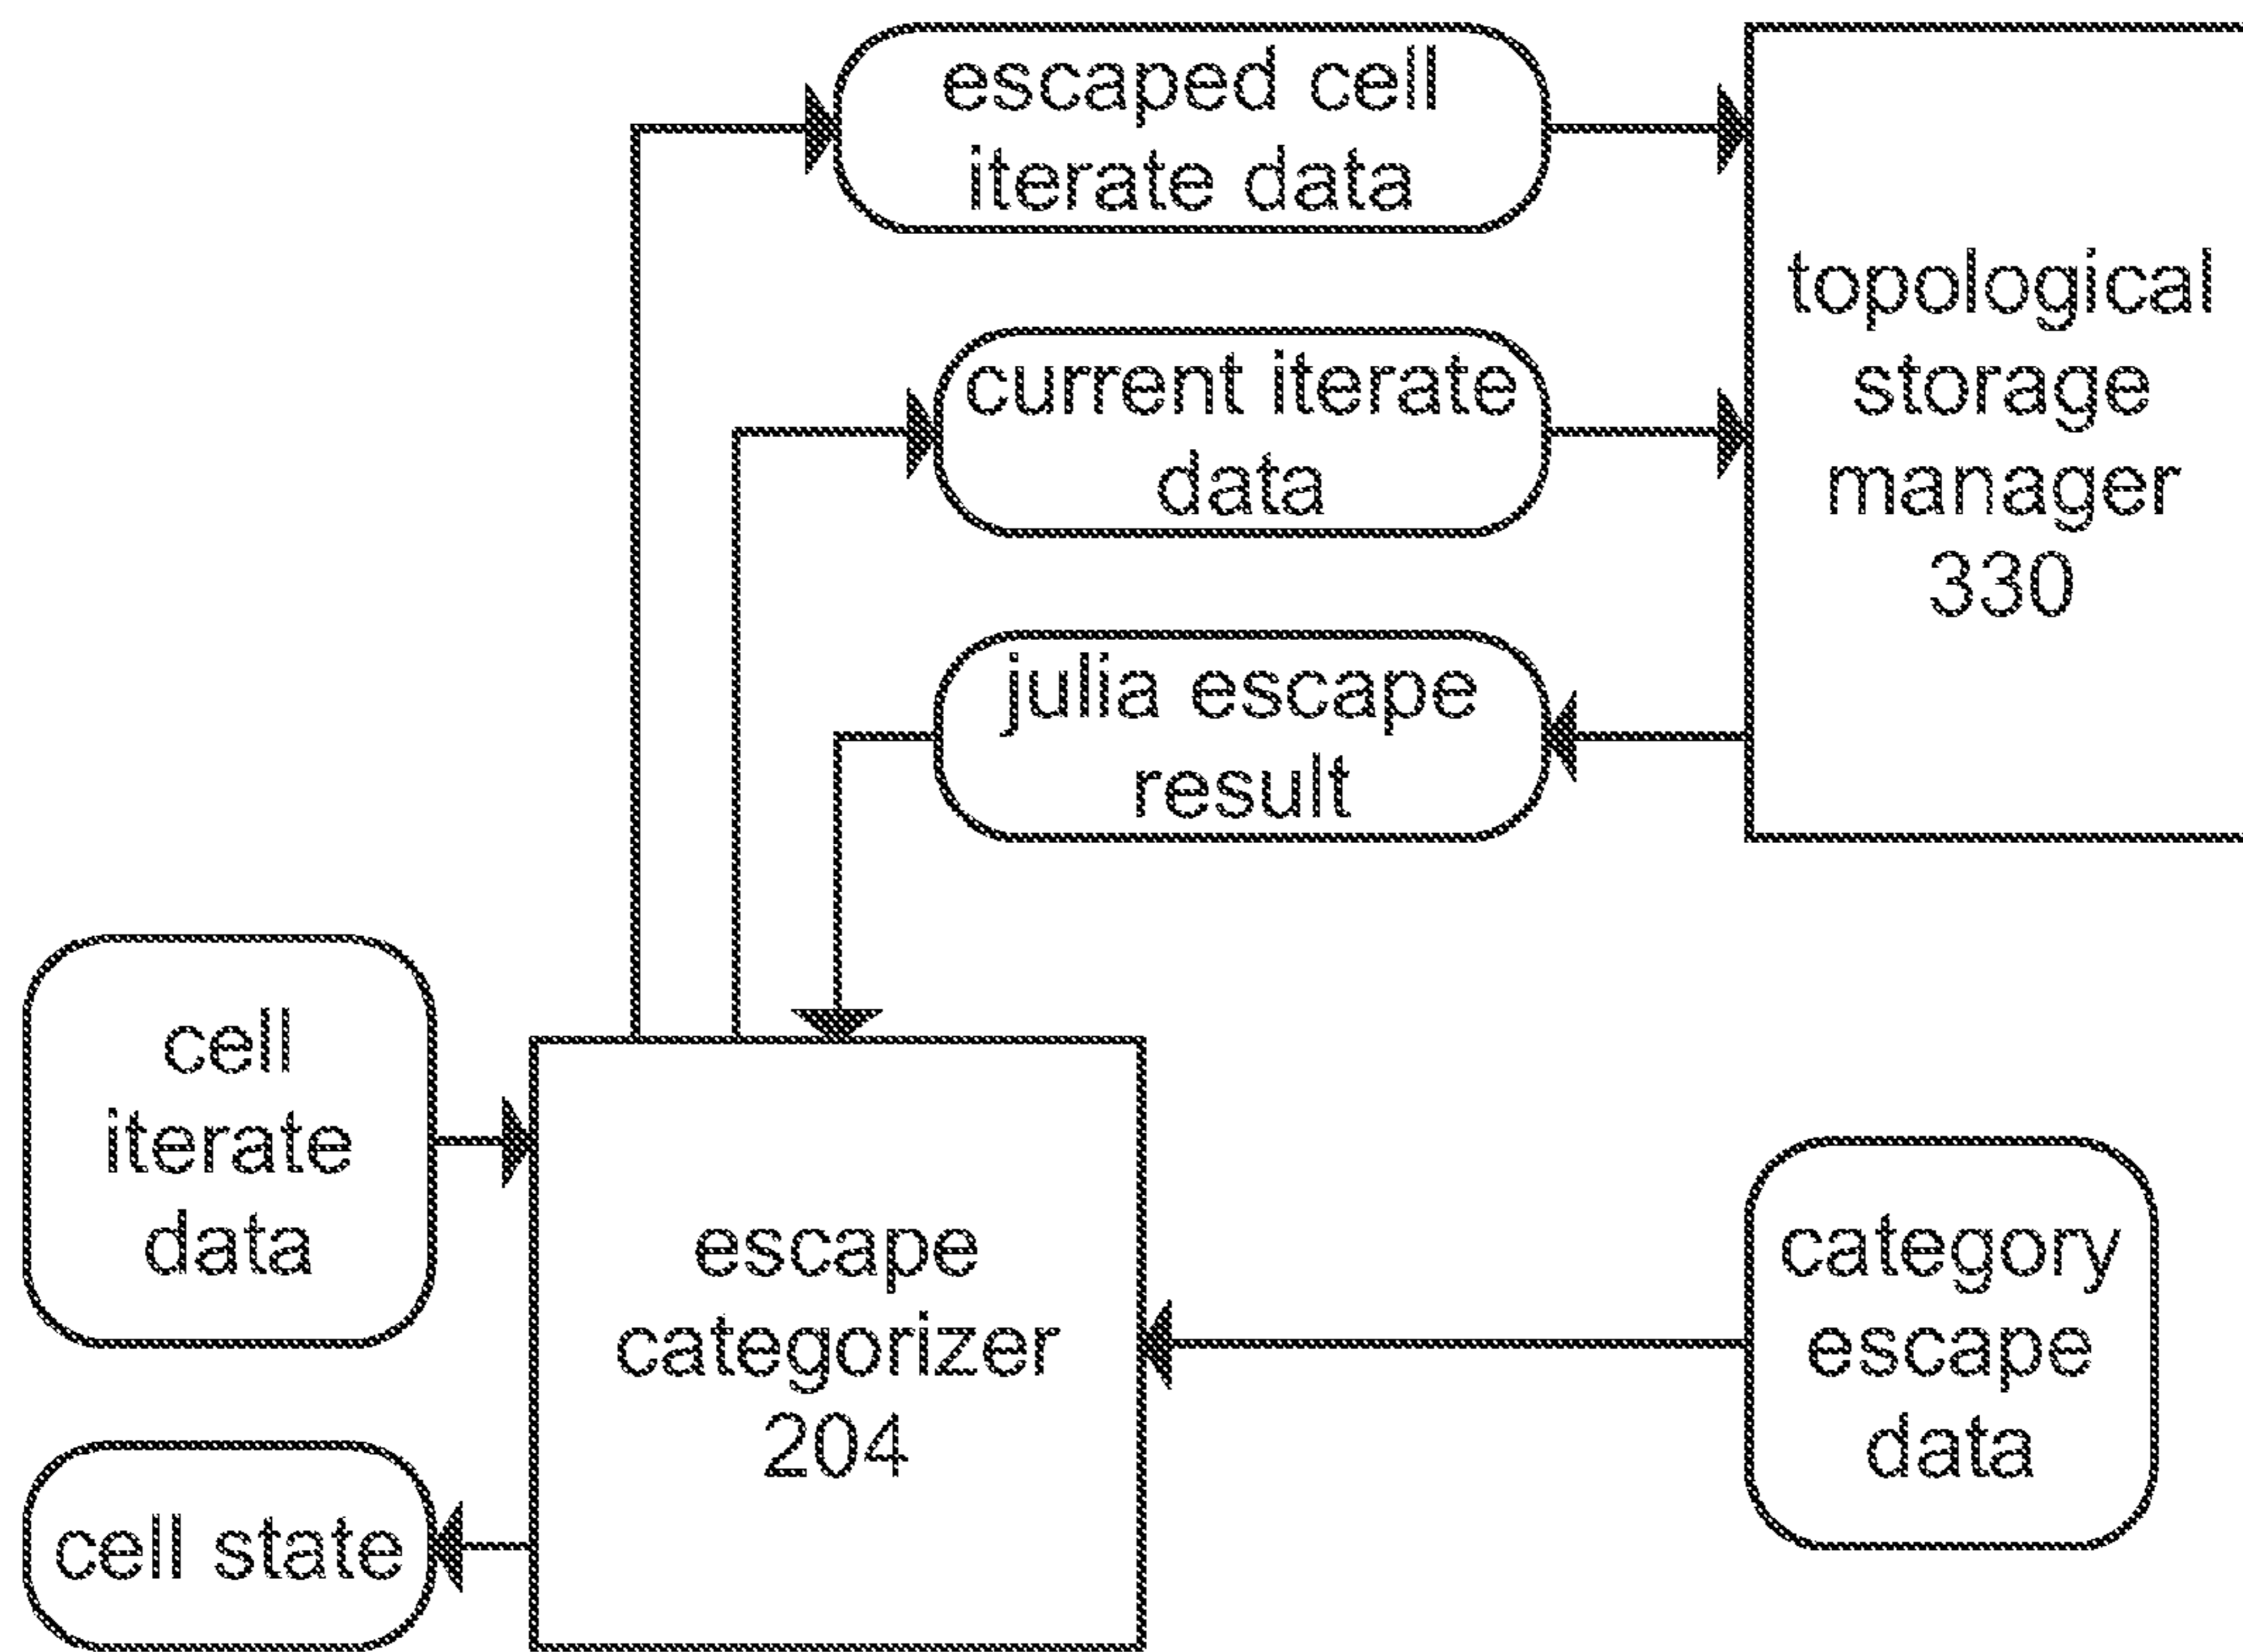 escaped cell
iterate data
topological
storage
manager
330
current iterate
data
julia escape
result
cell
iterate
data
escape
categorizer
204
category
escape
data
cell state